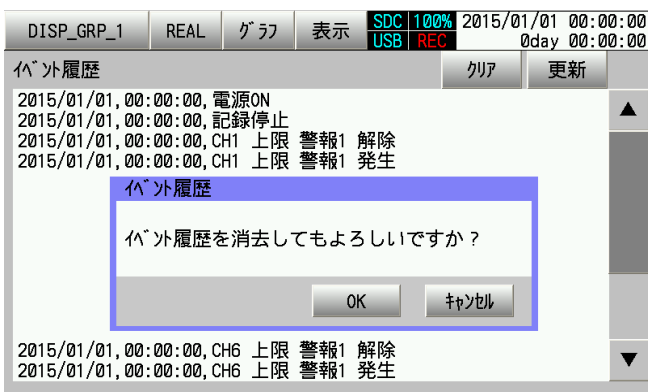 DISP_GRP_1 REAL グラフ 表示 SDC 100% 2015/01/01 00:00:00
USB REC 0day 00:00:00
イベント履歴 クリア 更新
2015/01/01,00:00:00,電源ON
2015/01/01,00:00:00,記録停止
2015/01/01,00:00:00,CH1 上限 警報1 解除
2015/01/01,00:00:00,CH1 上限 警報1 発生
イベント履歴
イベント履歴を消去してもよろしいですか?
OK キャンセル
2015/01/01,00:00:00,CH6 上限 警報1 解除
2015/01/01,00:00:00,CH6 上限 警報1 発生